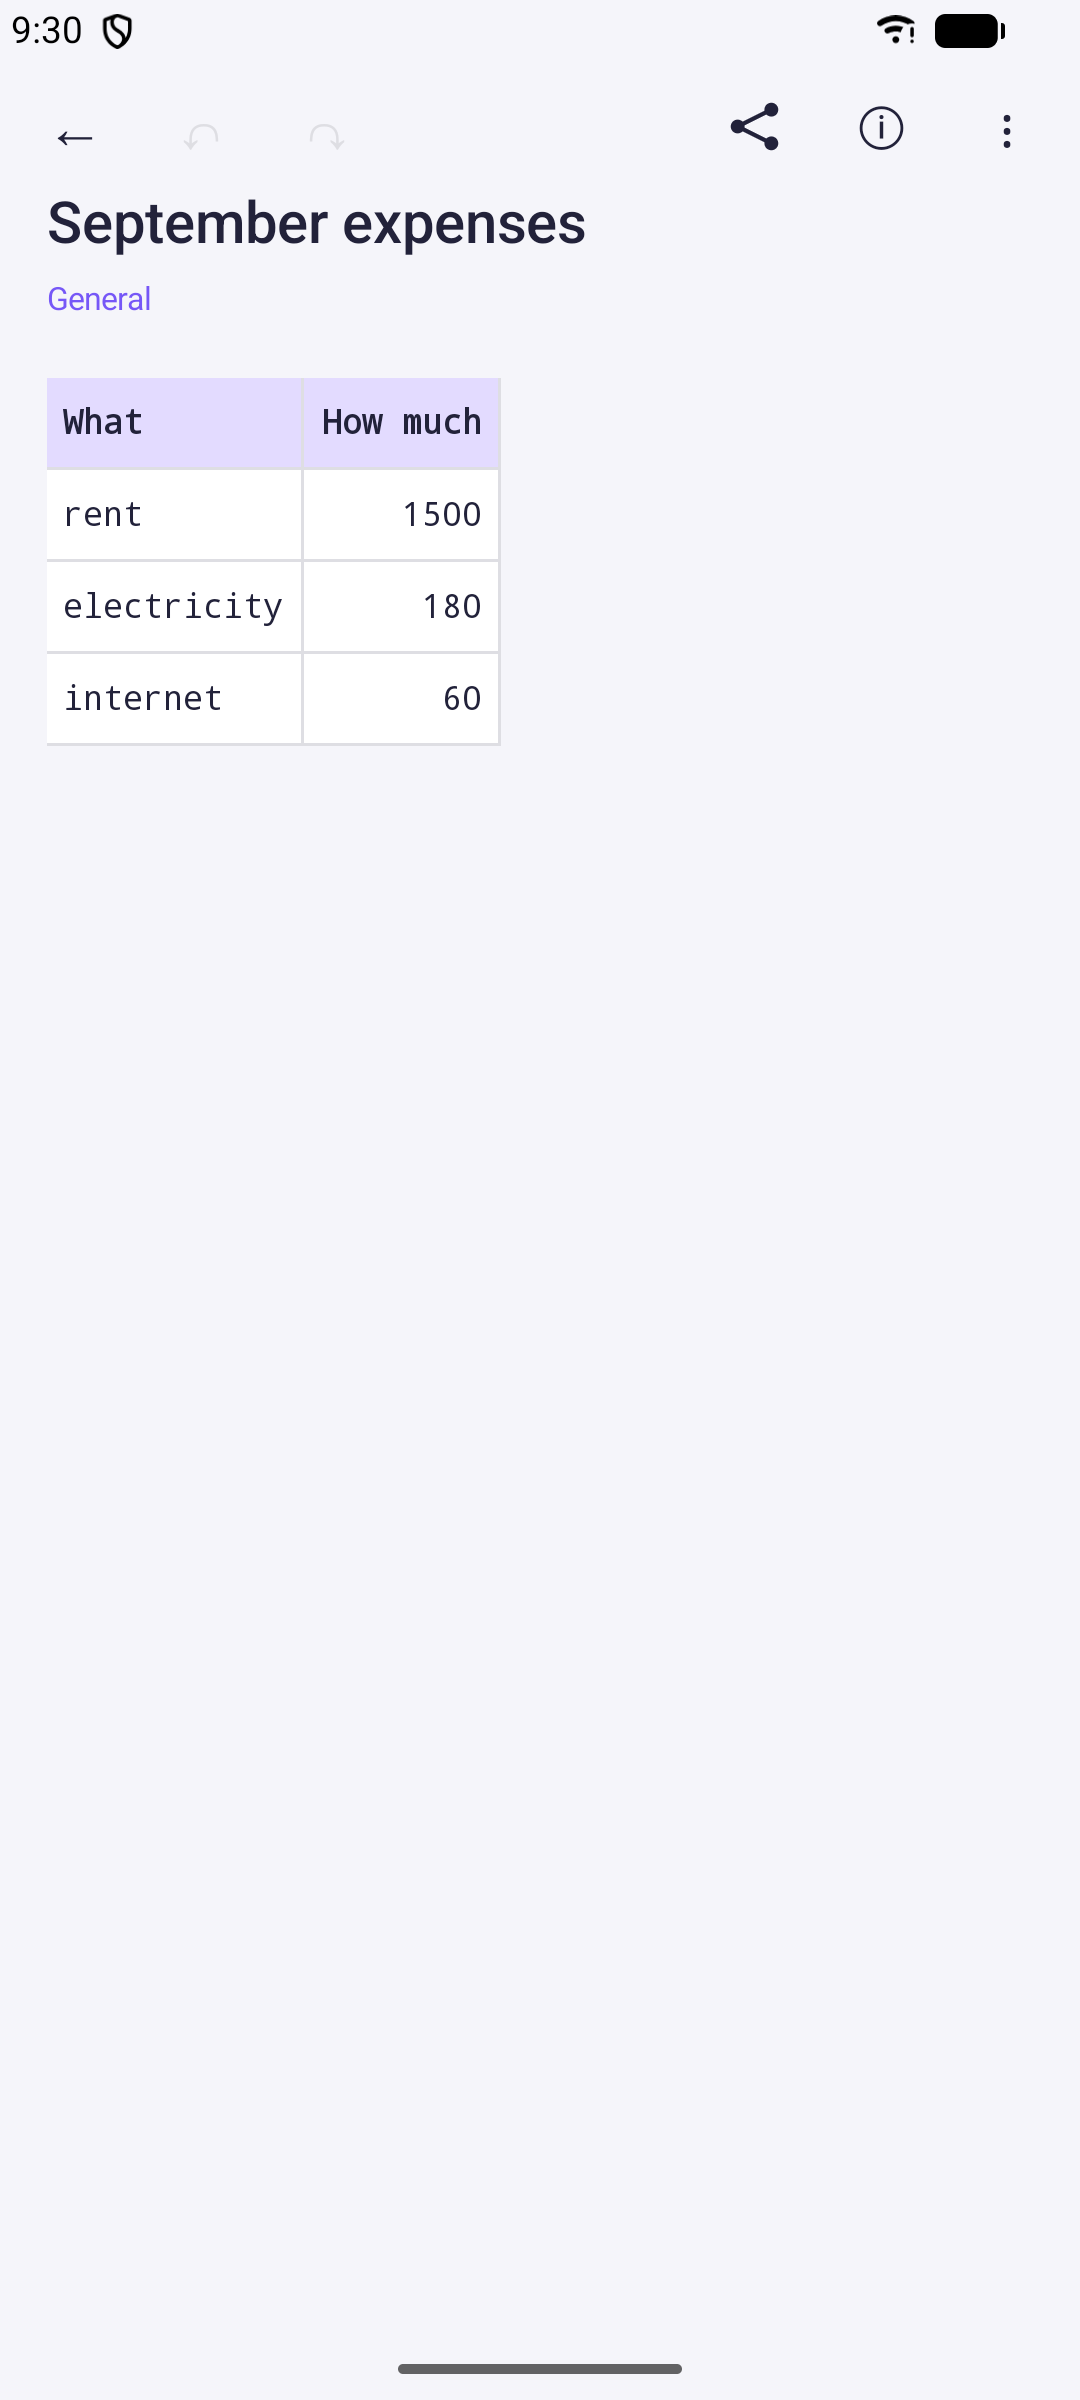 9:30
September expenses
General
What How much
rent 1500
electricity 180
internet 60